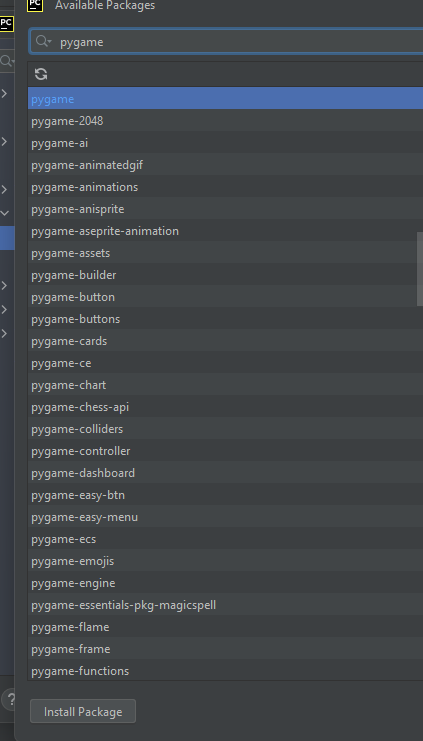 PC Available Packages
PC
pygame
pygame
pygame-2048
pygame-ai
pygame-animatedgif
pygame-animations
pygame-anisprite
pygame-aseprite-animation
pygame-assets
pygame-builder
pygame-button
pygame-buttons
pygame-cards
pygame-ce
pygame-chart
pygame-chess-api
pygame-colliders
pygame-controller
pygame-dashboard
pygame-easy-btn
pygame-easy-menu
pygame-ecs
pygame-emojis
pygame-engine
pygame-essentials-pkg-magicspell
pygame-flame
pygame-frame
pygame-functions
?
Install Package